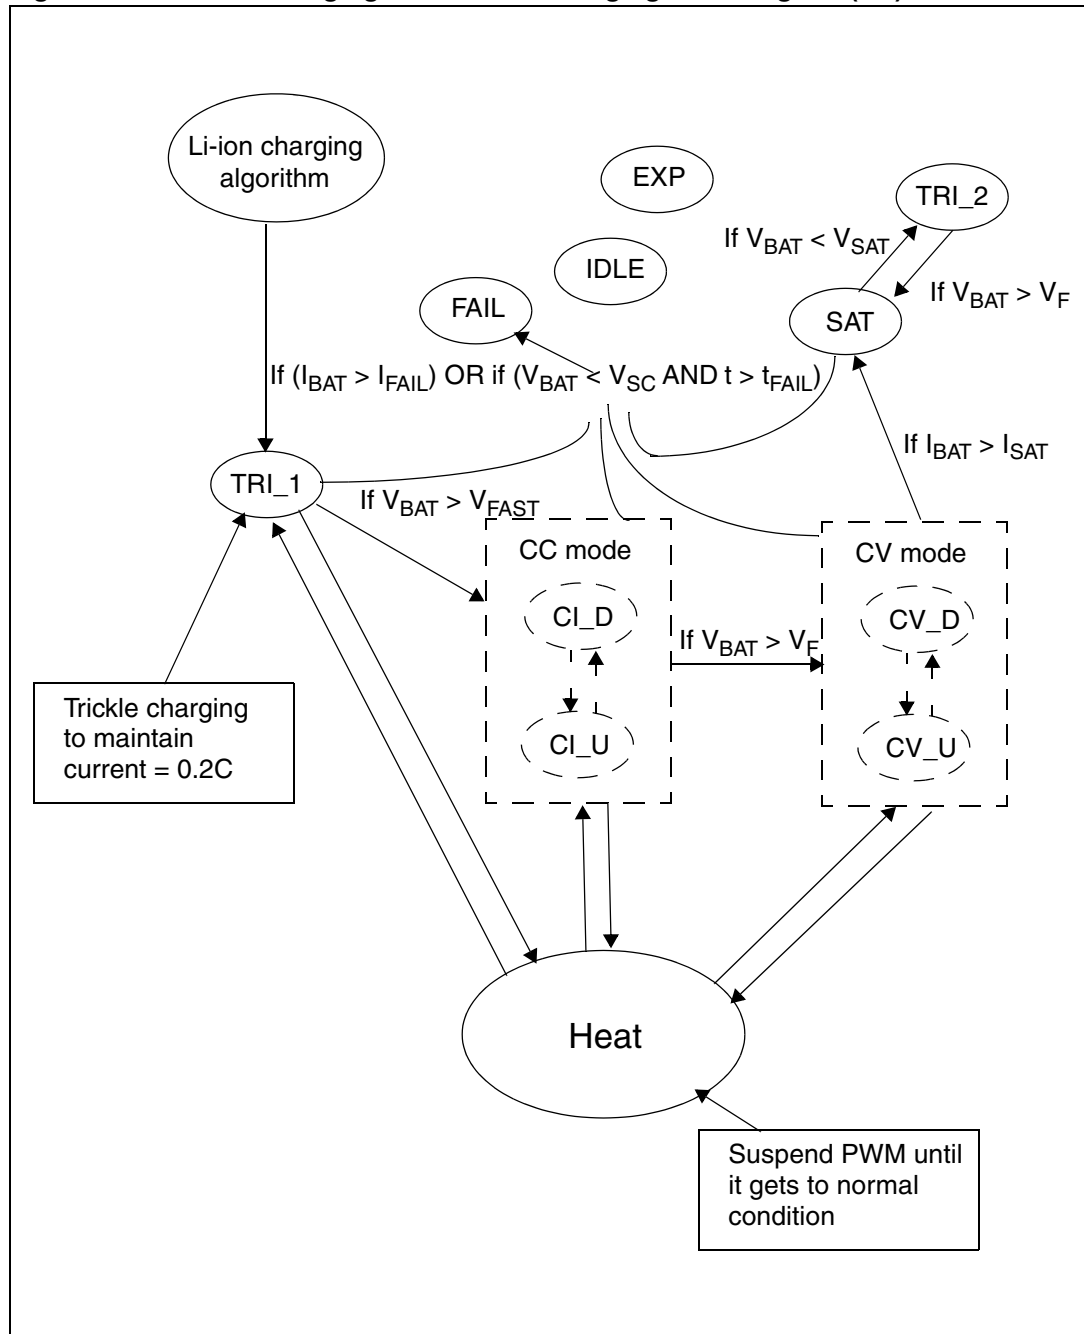 Li-ion charging
algorithm
EXP
TRI_2
If V_BAT < V_SAT
IDLE
If V_BAT > V_F
FAIL
SAT
If (I_BAT > I_FAIL) OR if (V_BAT < V_SC AND t > t_FAIL)
If I_BAT > I_SAT
TRI_1
If V_BAT > V_FAST
CC mode
CV mode
CI_D
CV_D
If V_BAT > V_F
CI_U
CV_U
Trickle charging
to maintain
current = 0.2C
Heat
Suspend PWM until
it gets to normal
condition